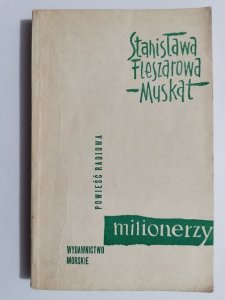 Stanisława
Fleszarowa
-Muskat
POWIEŚĆ RADIOWA
milionerzy
WYDAWNICTWO
MORSKIE